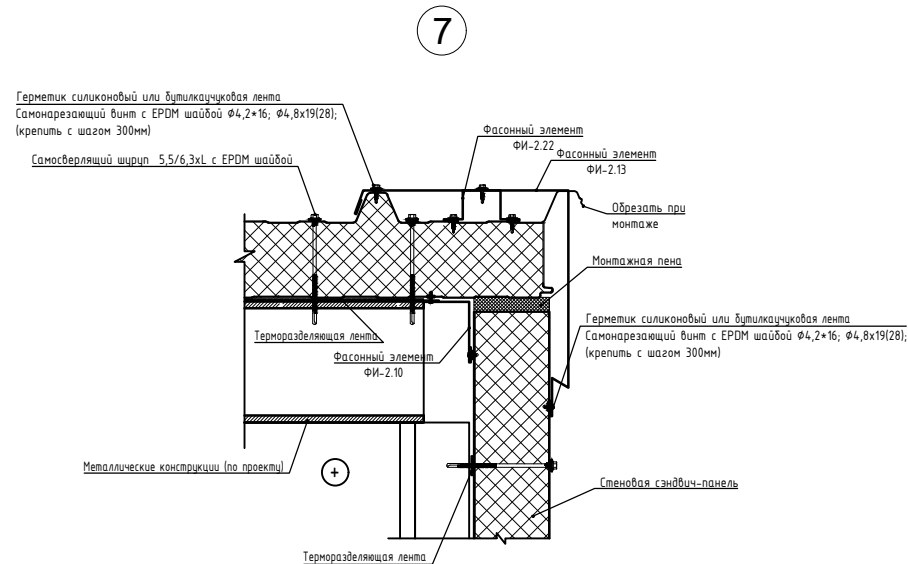 7
Герметик силиконовый или бутилкаучуковая лента
Самонарезающий винт с EPDM шайбой Ф4,2*16; Ф4,8х19(28);
(крепить с шагом 300мм)
Самосверлящий шуруп 5,5/6,3xL с EPDM шайбой
Фасонный элемент
ФИ-2.22
Фасонный элемент
ФИ-2.13
Обрезать при
монтаже
Монтажная пена
Герметик силиконовый или бутилкаучуковая лента
Самонарезающий винт с EPDM шайбой Ф4,2*16; Ф4,8х19(28);
(крепить с шагом 300мм)
Терморазделяющая лента
Фасонный элемент
ФИ-2.10
Металлические конструкции (по проекту)
+
Стеновая сэндвич-панель
Терморазделяющая лента